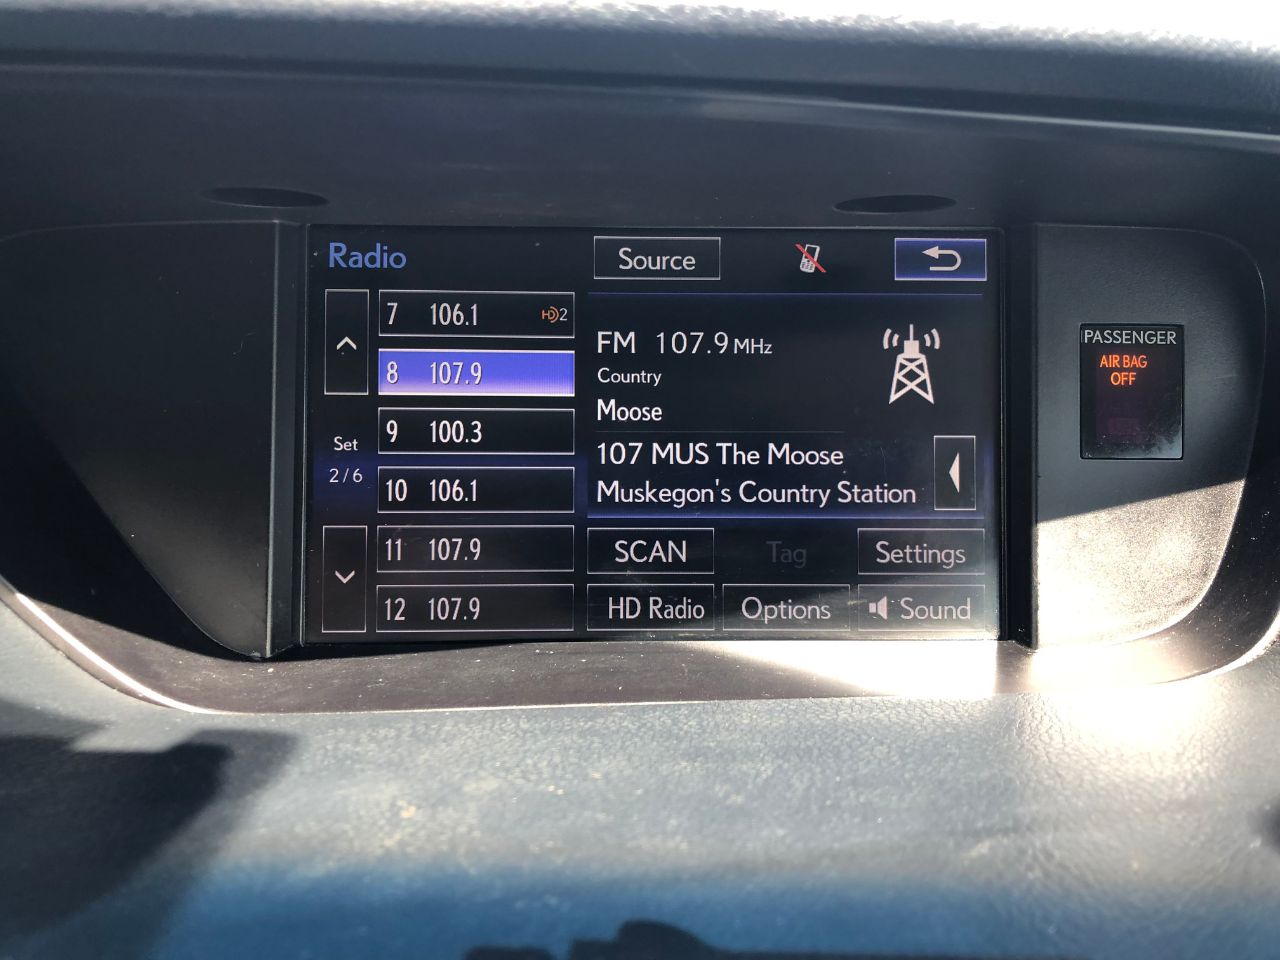 Radio
Source
7 106.1 HD 2
8 107.9
9 100.3
10 106.1
11 107.9
12 107.9
Set
2/6
FM 107.9 MHz
Country
Moose
107 MUS The Moose
Muskegon's Country Station
SCAN Tag Settings
HD Radio Options Sound
PASSENGER
AIR BAG
OFF